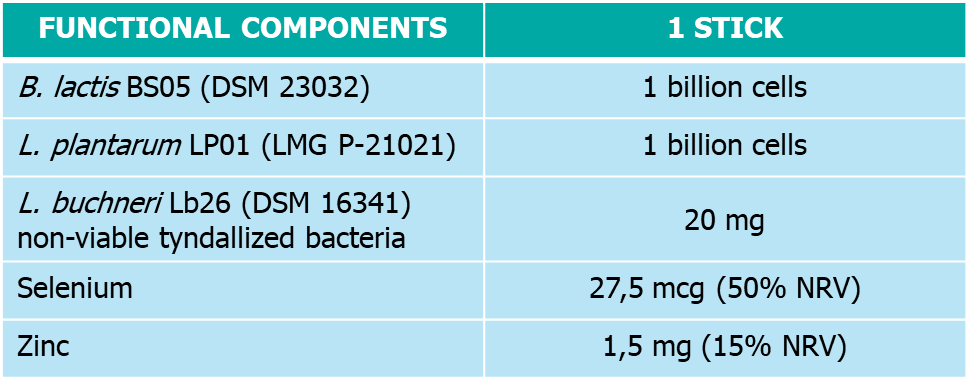 FUNCTIONAL COMPONENTS 1 STICK
B. lactis BS05 (DSM 23032) 1 billion cells
L. plantarum LP01 (LMG P-21021) 1 billion cells
L. buchneri Lb26 (DSM 16341)
non-viable tyndallized bacteria
20 mg
Selenium 27,5 mcg (50% NRV)
Zinc 1,5 mg (15% NRV)